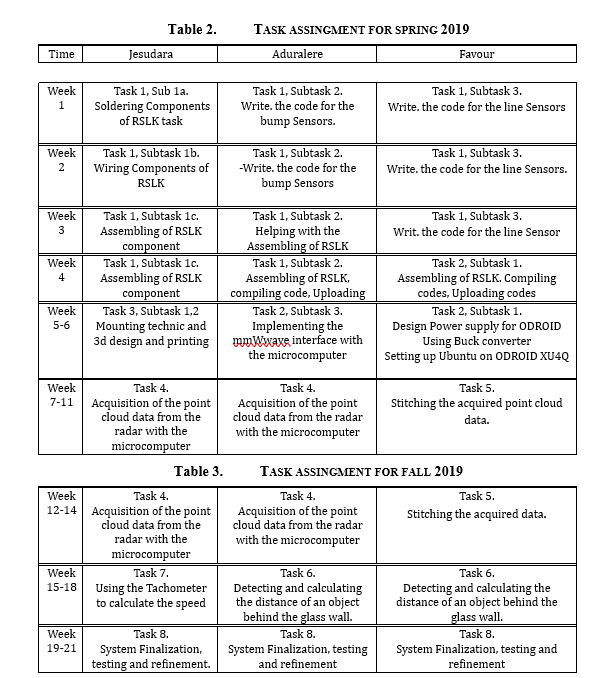 Table 2. TASK ASSINGMENT FOR SPRING 2019
Time Jesudara Aduralere Favour
Week
1
Task 1, Sub 1a.
Soldering Components
of RSLK task
Task 1, Subtask 2.
Write. the code for the
bump Sensors.
Task 1, Subtask 3.
Write. the code for the line Sensors
Week
2
Task 1, Subtask 1b.
Wiring Components of
RSLK
Task 1, Subtask 2.
-Write. the code for the
bump Sensors
Task 1, Subtask 3.
Write. the code for the line Sensors.
Week
3
Task 1, Subtask 1c.
Assembling of RSLK
component
Task 1, Subtask 2.
Helping with the
Assembling of RSLK
Task 1, Subtask 3.
Writ. the code for the line Sensor
Week
4
Task 1, Subtask 1c.
Assembling of RSLK
component
Task 1, Subtask 2.
Assembling of RSLK,
compiling code, Uploading
Task 2, Subtask 1.
Assembling of RSLK. Compiling
codes, Uploading codes
Week
5-6
Task 3, Subtask 1,2
Mounting technic and
3d design and printing
Task 2, Subtask 3.
Implementing the
mmWwave interface with
the microcomputer
Task 2, Subtask 1.
Design Power supply for ODROID
Using Buck converter
Setting up Ubuntu on ODROID XU4Q
Week
7-11
Task 4.
Acquisition of the point
cloud data from the
radar with the
microcomputer
Task 4.
Acquisition of the point
cloud data from the radar
with the microcomputer
Task 5.
Stitching the acquired point cloud
data.
Table 3. TASK ASSINGMENT FOR FALL 2019
Week
12-14
Task 4.
Acquisition of the point
cloud data from the
radar with the
microcomputer
Task 4.
Acquisition of the point
cloud data from the radar
with the microcomputer
Task 5.
Stitching the acquired data.
Week
15-18
Task 7.
Using the Tachometer
to calculate the speed
Task 6.
Detecting and calculating
the distance of an object
behind the glass wall.
Task 6.
Detecting and calculating the
distance of an object behind the
glass wall.
Week
19-21
Task 8.
System Finalization,
testing and refinement.
Task 8.
System Finalization, testing
and refinement
Task 8.
System Finalization, testing and
refinement